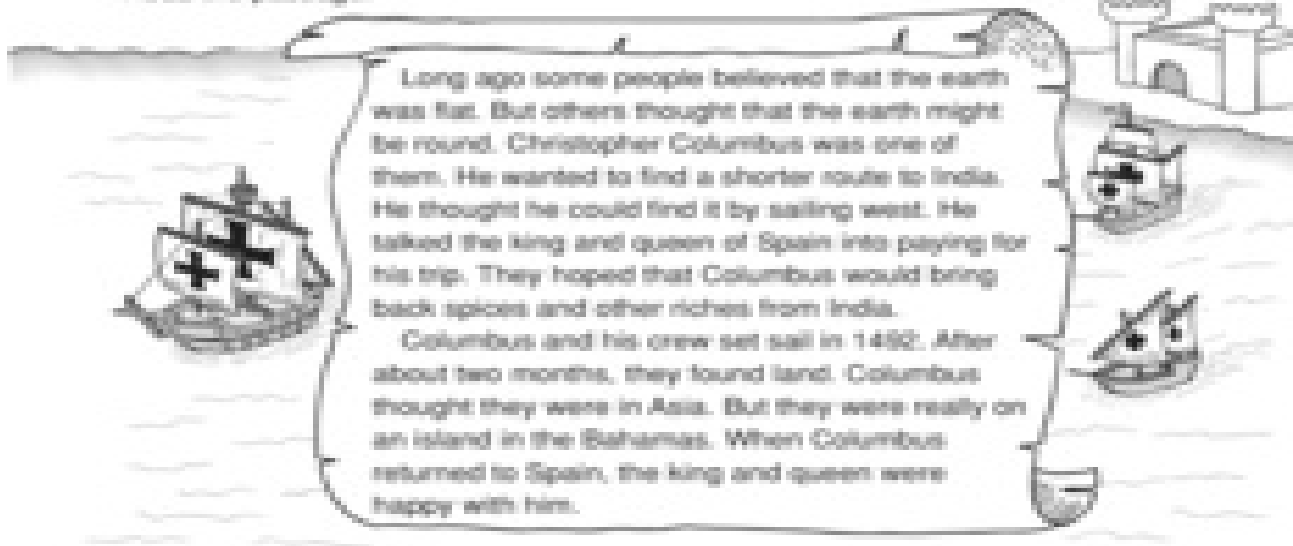 Long ago some people believed that the earth
was flat. But others thought that the earth might
be round. Christopher Columbus was one of
them. He wanted to find a shorter route to India.
He thought he could find it by sailing west. He
talked the king and queen of Spain into paying for
his trip. They hoped that Columbus would bring
back spices and other riches from India.
Columbus and his crew set sail in 1492. After
about two months, they found land. Columbus
thought they were in Asia. But they were really on
an island in the Bahamas. When Columbus
returned to Spain, the king and queen were
happy with him.